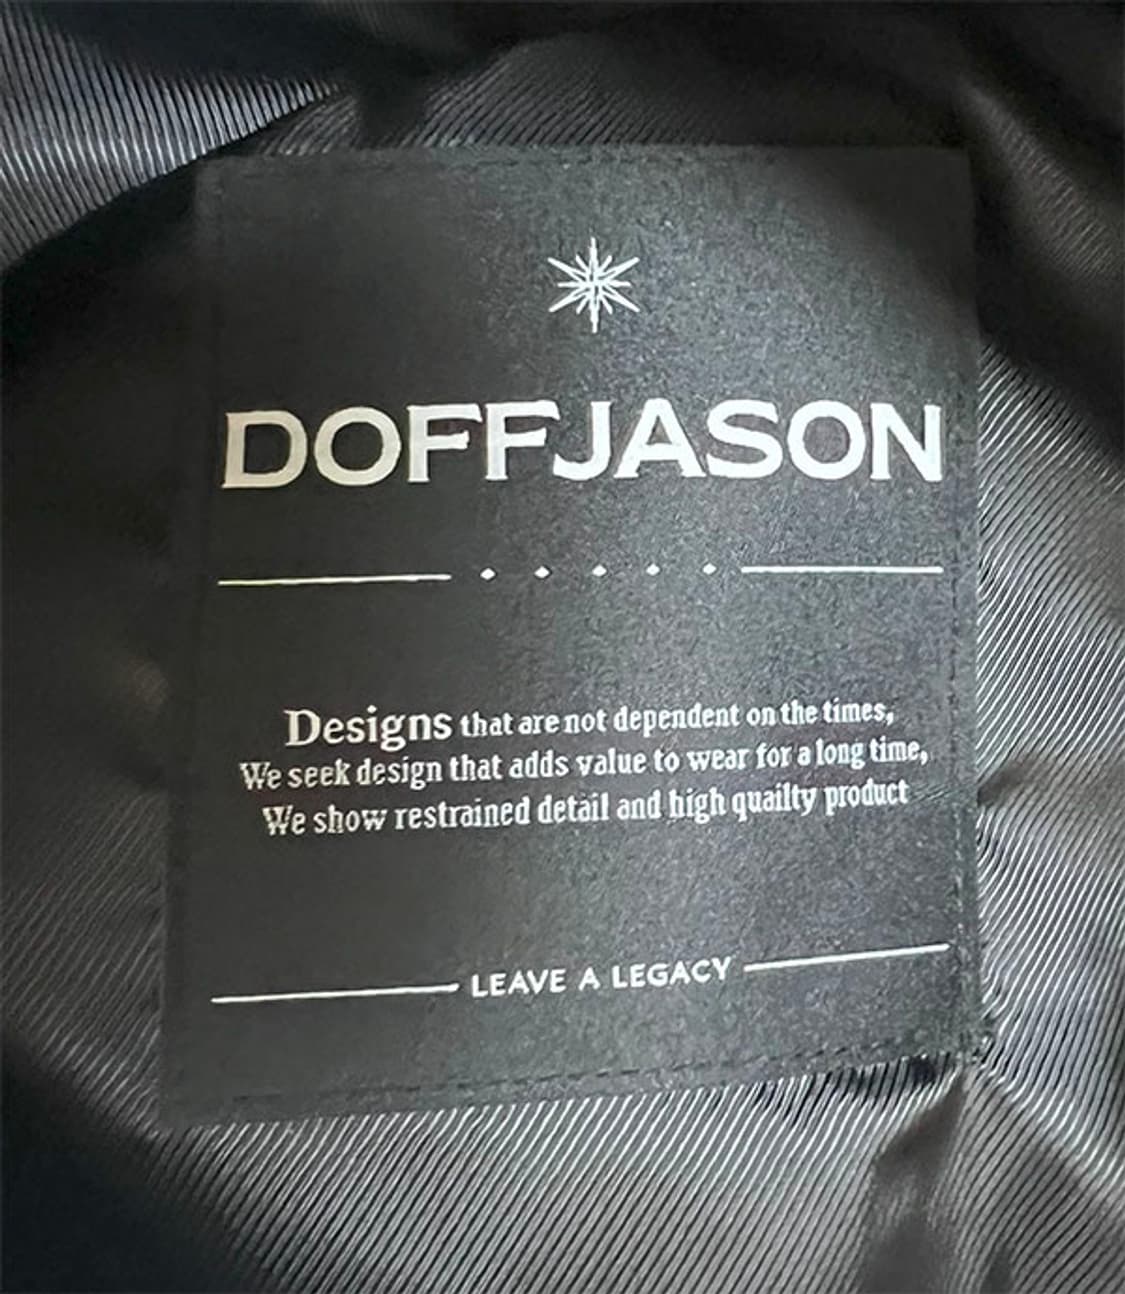 DOFFJASON
Designs that are not dependent on the times,
We seek design that adds value to wear for a long time,
We show restrained detail and high quailty product
LEAVE A LEGACY